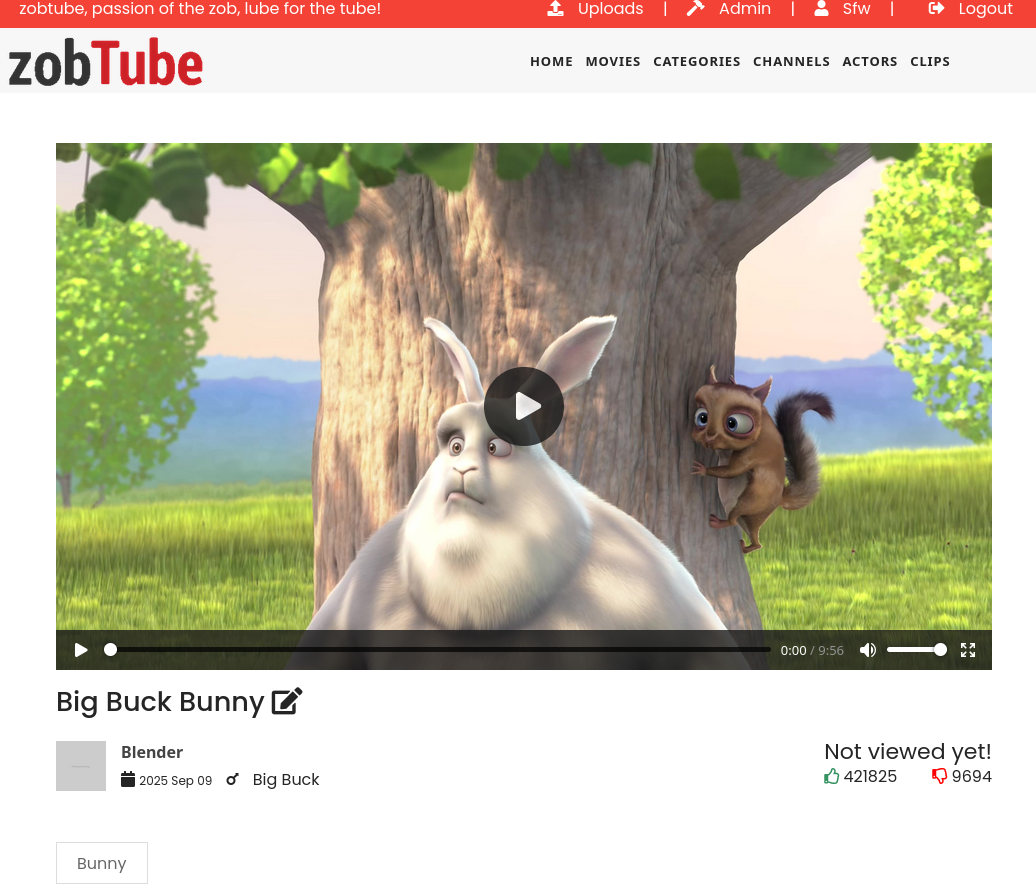 zobtube, passion of the zob, lube for the tube!
Uploads | Admin | Sfw | Logout
zobTube
HOME MOVIES CATEGORIES CHANNELS ACTORS CLIPS
0:00 / 9:56
Big Buck Bunny
Blender
2025 Sep 09 Big Buck
Not viewed yet!
421825 9694
Bunny